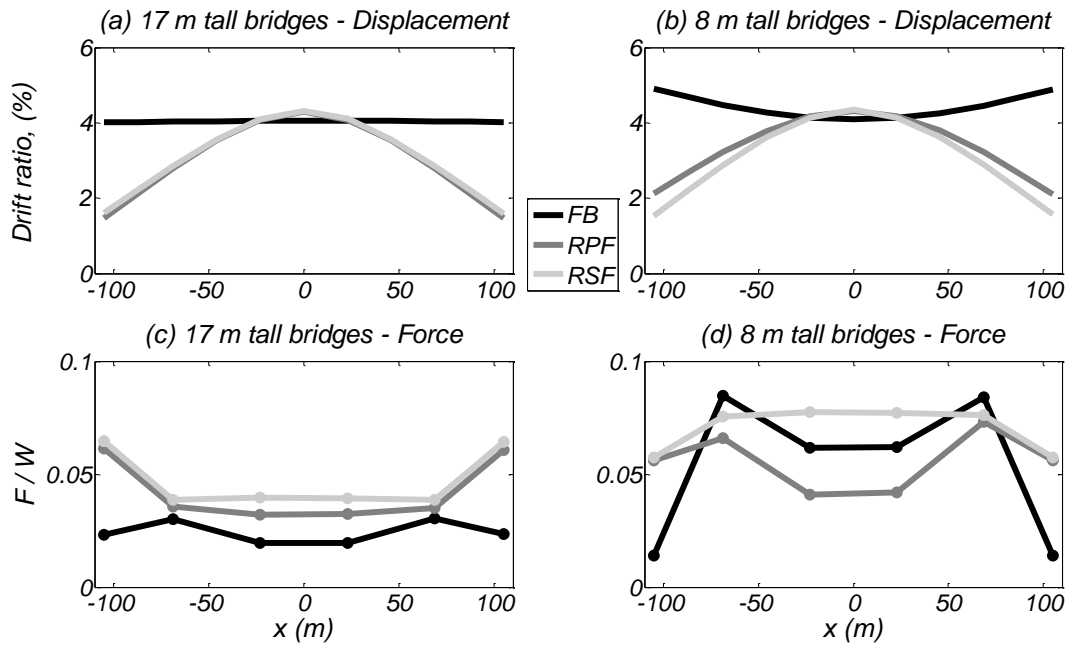 (a) 17 m tall bridges - Displacement
(b) 8 m tall bridges - Displacement
Drift ratio, (%)
6
4
2
0
-100 -50 0 50 100
6
4
2
0
-100 -50 0 50 100
FB
RPF
RSF
(c) 17 m tall bridges - Force
(d) 8 m tall bridges - Force
F / W
0.1
0.05
0
-100 -50 0 50 100
x (m)
0.1
0.05
0
-100 -50 0 50 100
x (m)